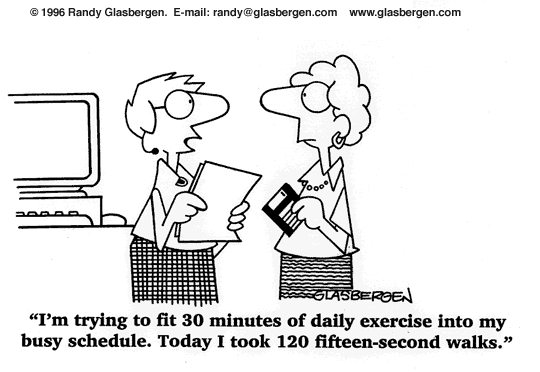 © 1996 Randy Glasbergen. E-mail: randy@glasbergen.com www.glasbergen.com
GLASBERGEN
“I’m trying to fit 30 minutes of daily exercise into my
busy schedule. Today I took 120 fifteen-second walks.”